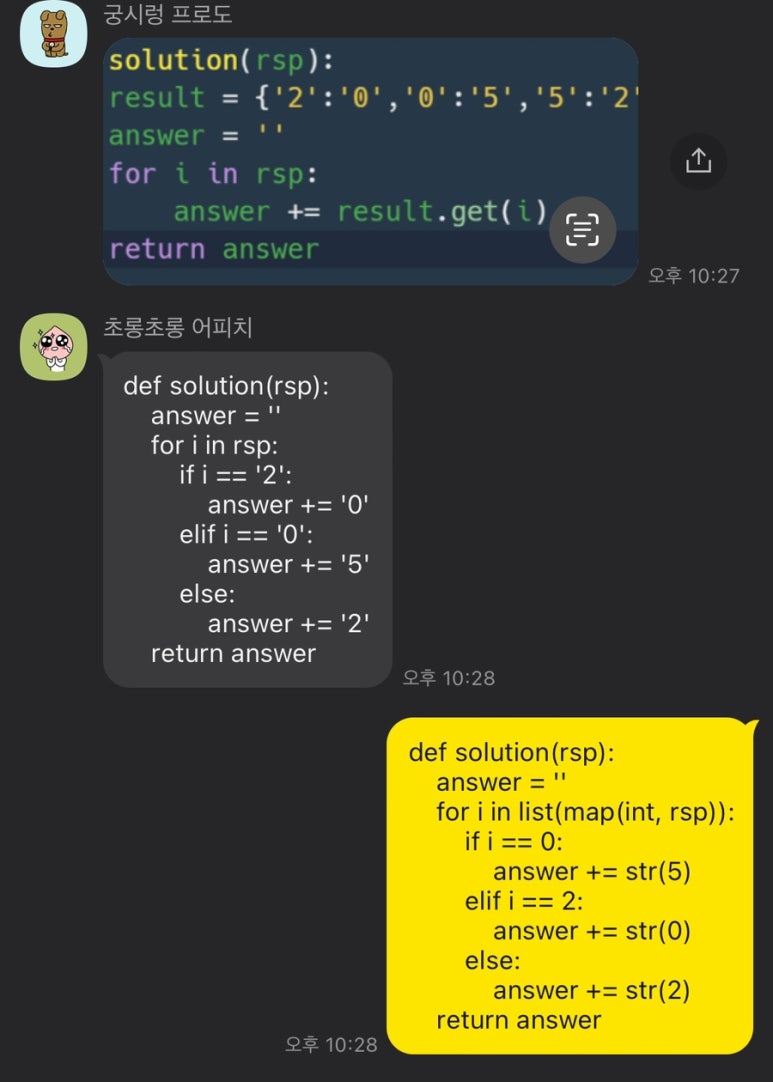 궁시렁 프로도
solution(rsp):
result = {'2':'0','0':'5','5':'2'
answer = ''
for i in rsp:
    answer += result.get(i)
return answer
오후 10:27
초롱초롱 어피치
def solution(rsp):
    answer = ''
    for i in rsp:
        if i == '2':
            answer += '0'
        elif i == '0':
            answer += '5'
        else:
            answer += '2'
    return answer
오후 10:28
def solution(rsp):
    answer = ''
    for i in list(map(int, rsp)):
        if i == 0:
            answer += str(5)
        elif i == 2:
            answer += str(0)
        else:
            answer += str(2)
    return answer
오후 10:28